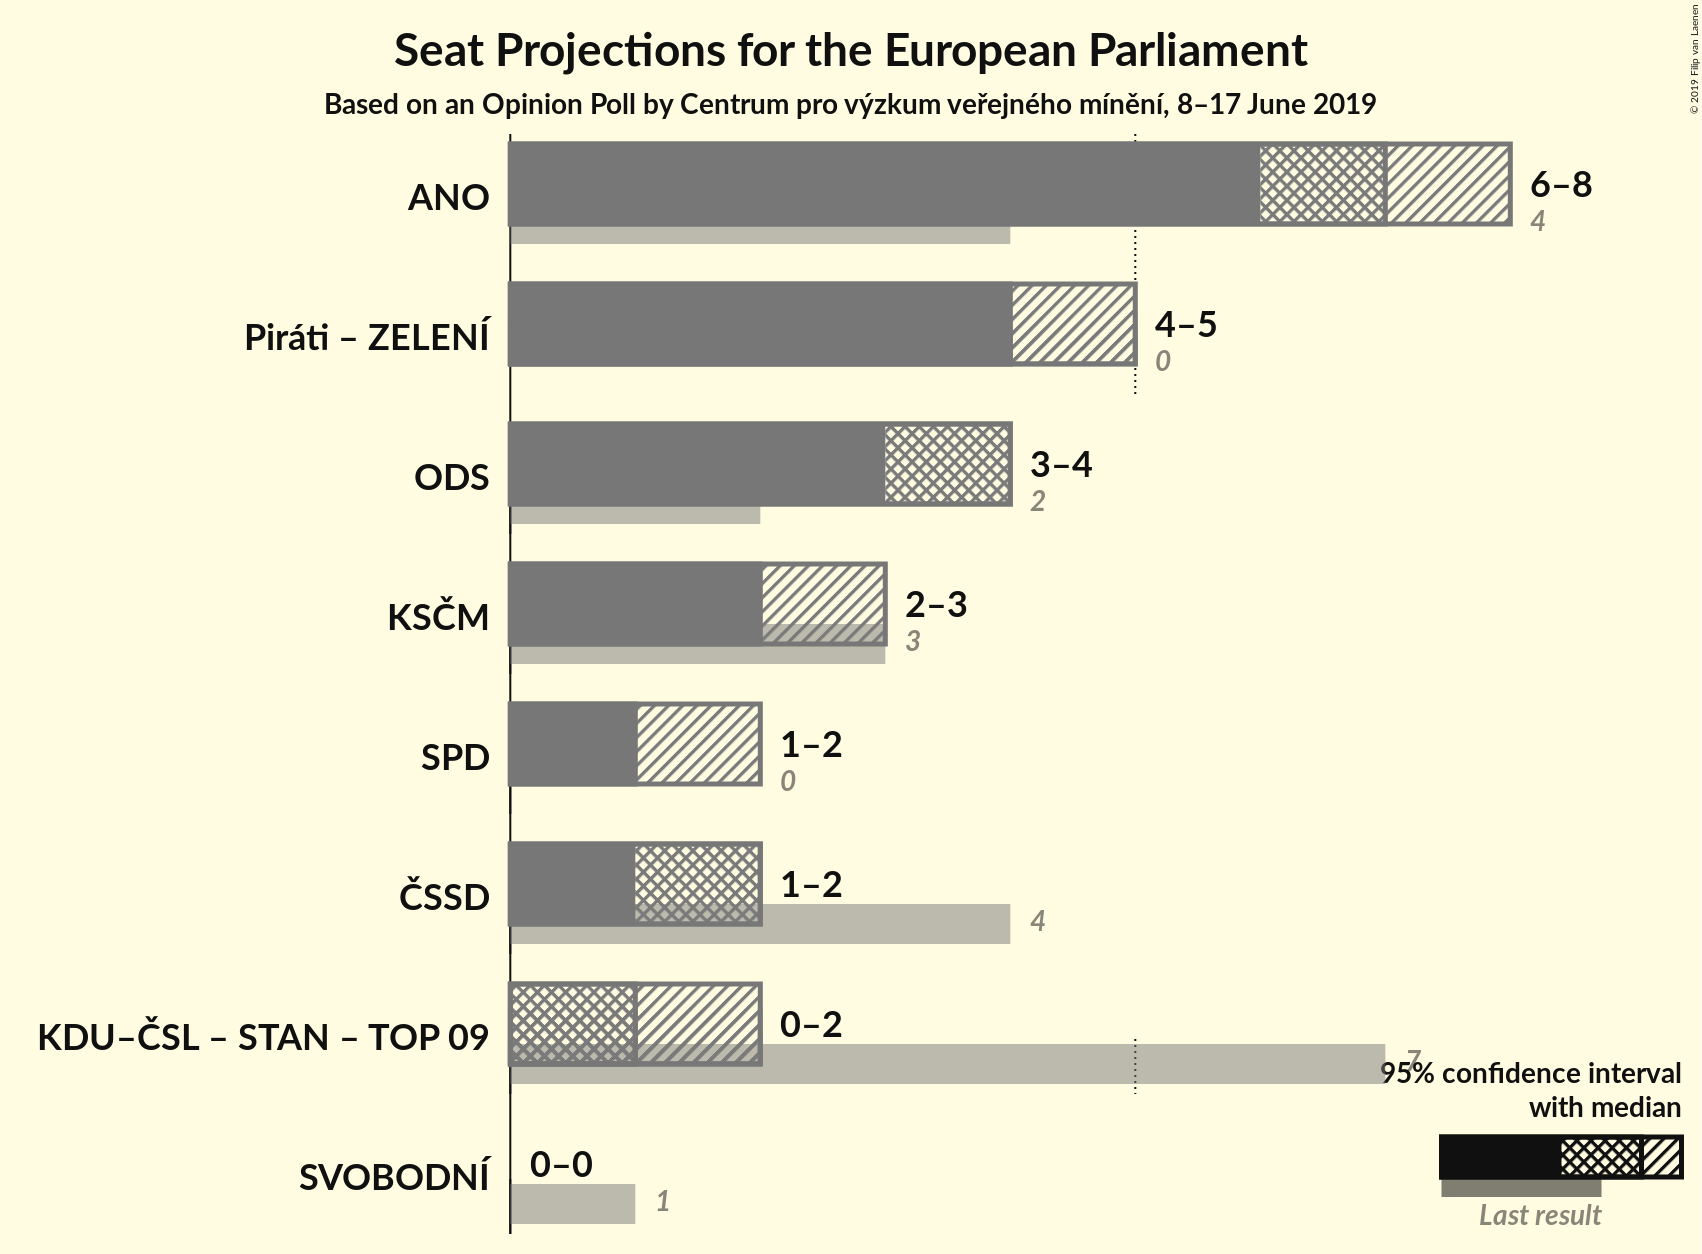 Seat Projections for the European Parliament
Based on an Opinion Poll by Centrum pro výzkum veřejného mínění, 8–17 June 2019
© 2019 Filip van Laenen
ANO
6–8
4
Piráti – ZELENÍ
4–5
0
ODS
3–4
2
KSČM
2–3
3
SPD
1–2
0
ČSSD
1–2
4
KDU–ČSL – STAN – TOP 09
0–2
7
SVOBODNÍ
0–0
1
95% confidence interval
with median
Last result